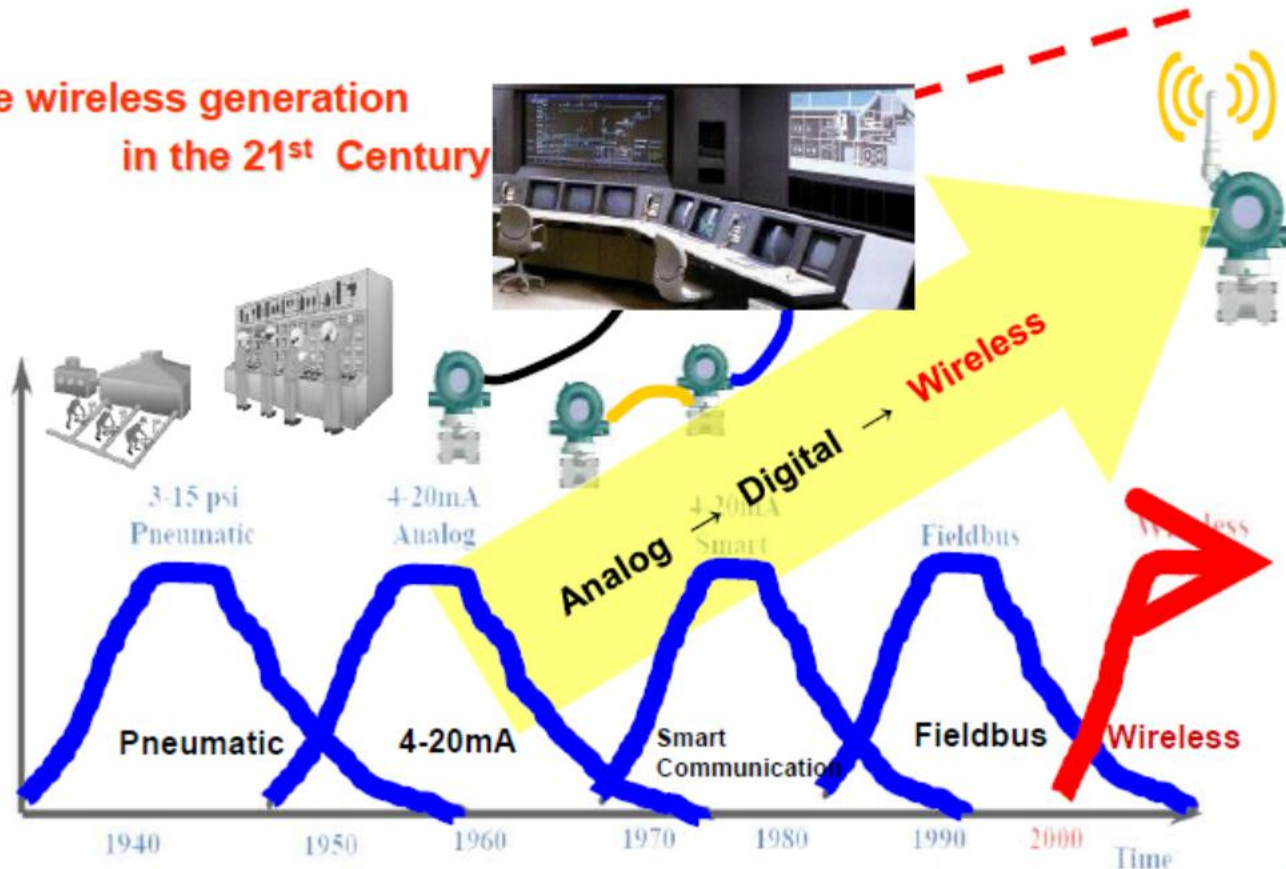 e wireless generation
in the 21st Century
3-15 psi
Pneumatic
4-20mA
Analog
4-20mA
Smart
Fieldbus
Wireless
Analog → Digital → Wireless
Pneumatic
4-20mA
Smart
Communication
Fieldbus
Wireless
1940
1950
1960
1970
1980
1990
2000
Time